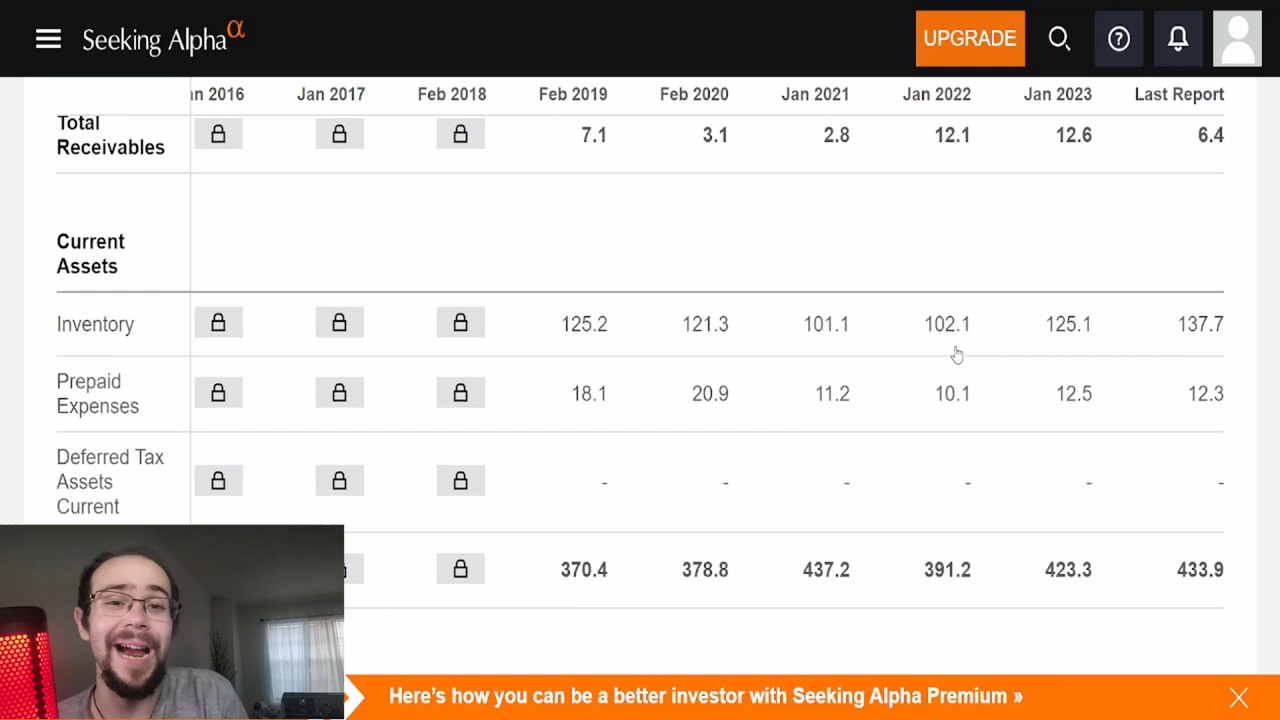 Seeking Alpha α
UPGRADE
n 2016 Jan 2017 Feb 2018 Feb 2019 Feb 2020 Jan 2021 Jan 2022 Jan 2023 Last Report
Total
Receivables 7.1 3.1 2.8 12.1 12.6 6.4
Current
Assets
Inventory 125.2 121.3 101.1 102.1 125.1 137.7
Prepaid
Expenses 18.1 20.9 11.2 10.1 12.5 12.3
Deferred Tax
Assets
Current - - - - - -
370.4 378.8 437.2 391.2 423.3 433.9
Here's how you can be a better investor with Seeking Alpha Premium »